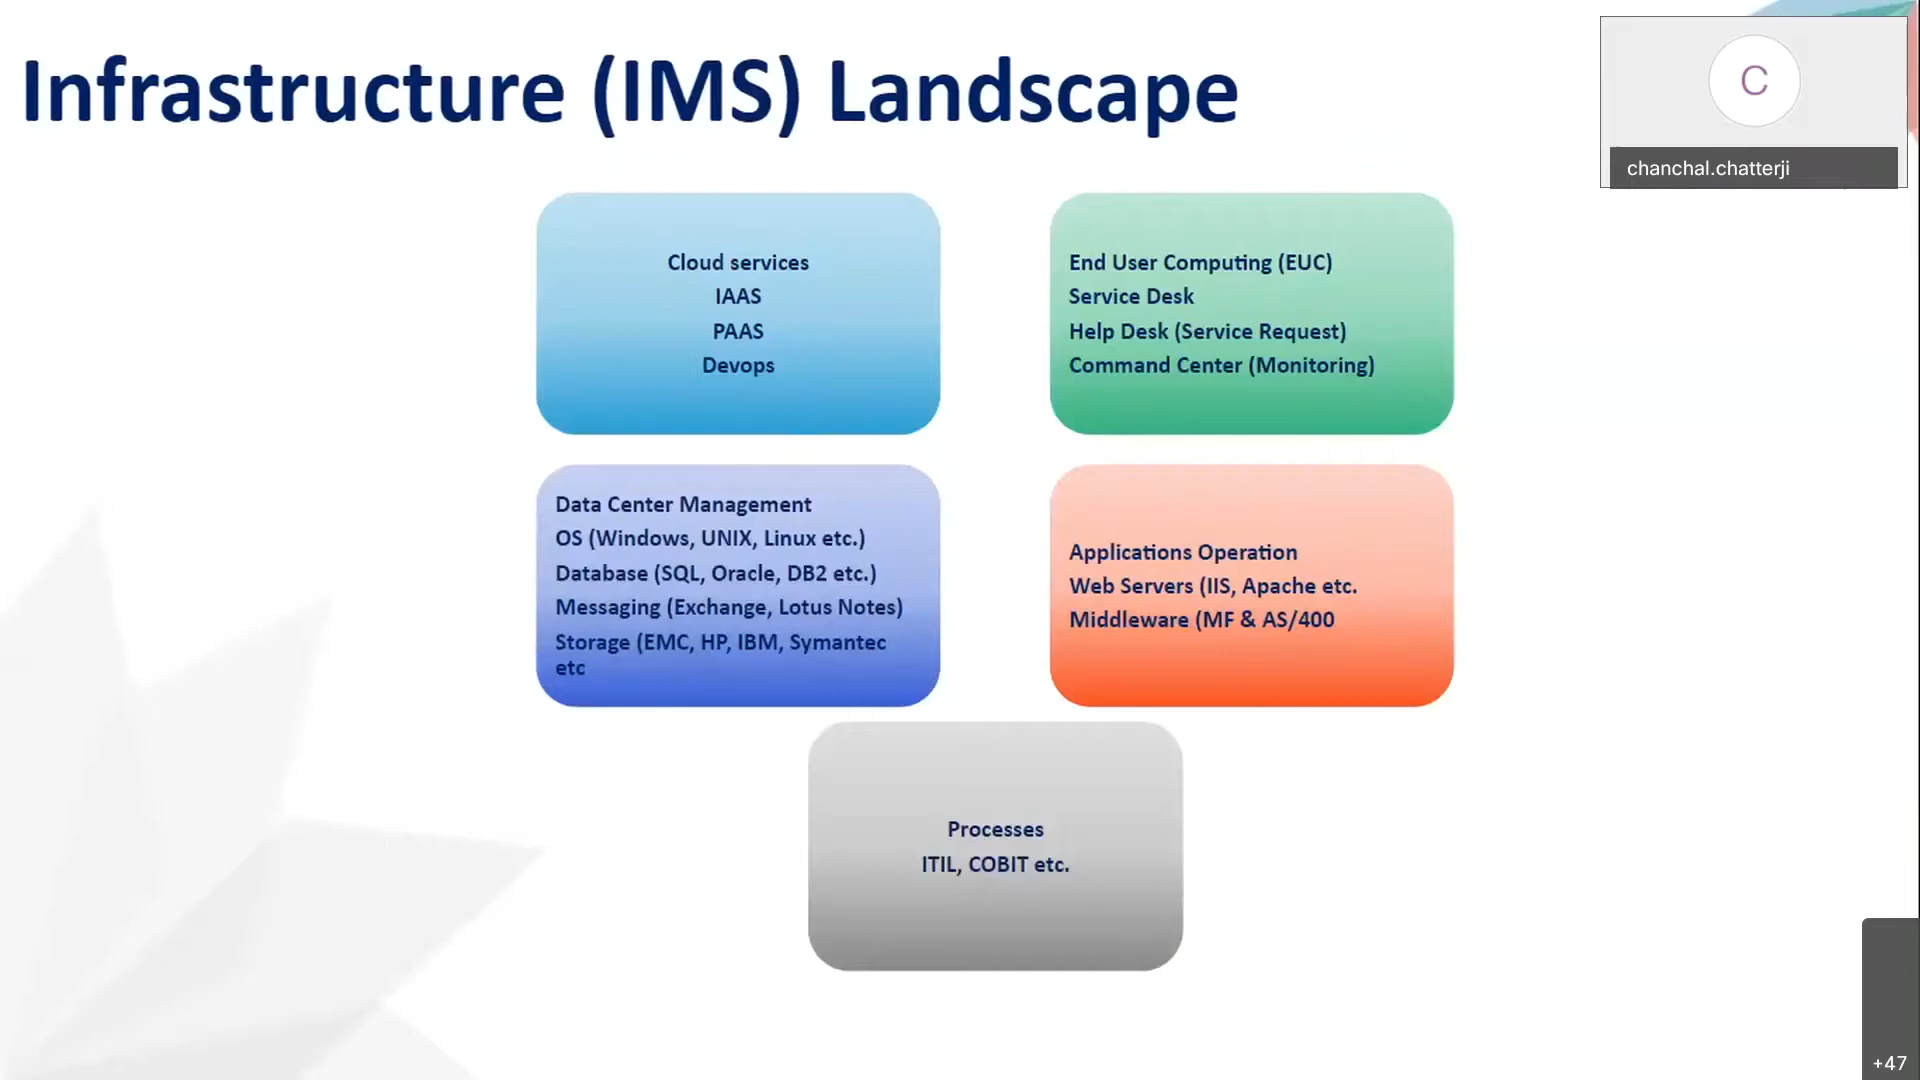 Infrastructure (IMS) Landscape
C
chanchal.chatterji
Cloud services
IAAS
PAAS
Devops
End User Computing (EUC)
Service Desk
Help Desk (Service Request)
Command Center (Monitoring)
Data Center Management
OS (Windows, UNIX, Linux etc.)
Database (SQL, Oracle, DB2 etc.)
Messaging (Exchange, Lotus Notes)
Storage (EMC, HP, IBM, Symantec
etc
Applications Operation
Web Servers (IIS, Apache etc.
Middleware (MF & AS/400
Processes
ITIL, COBIT etc.
+47